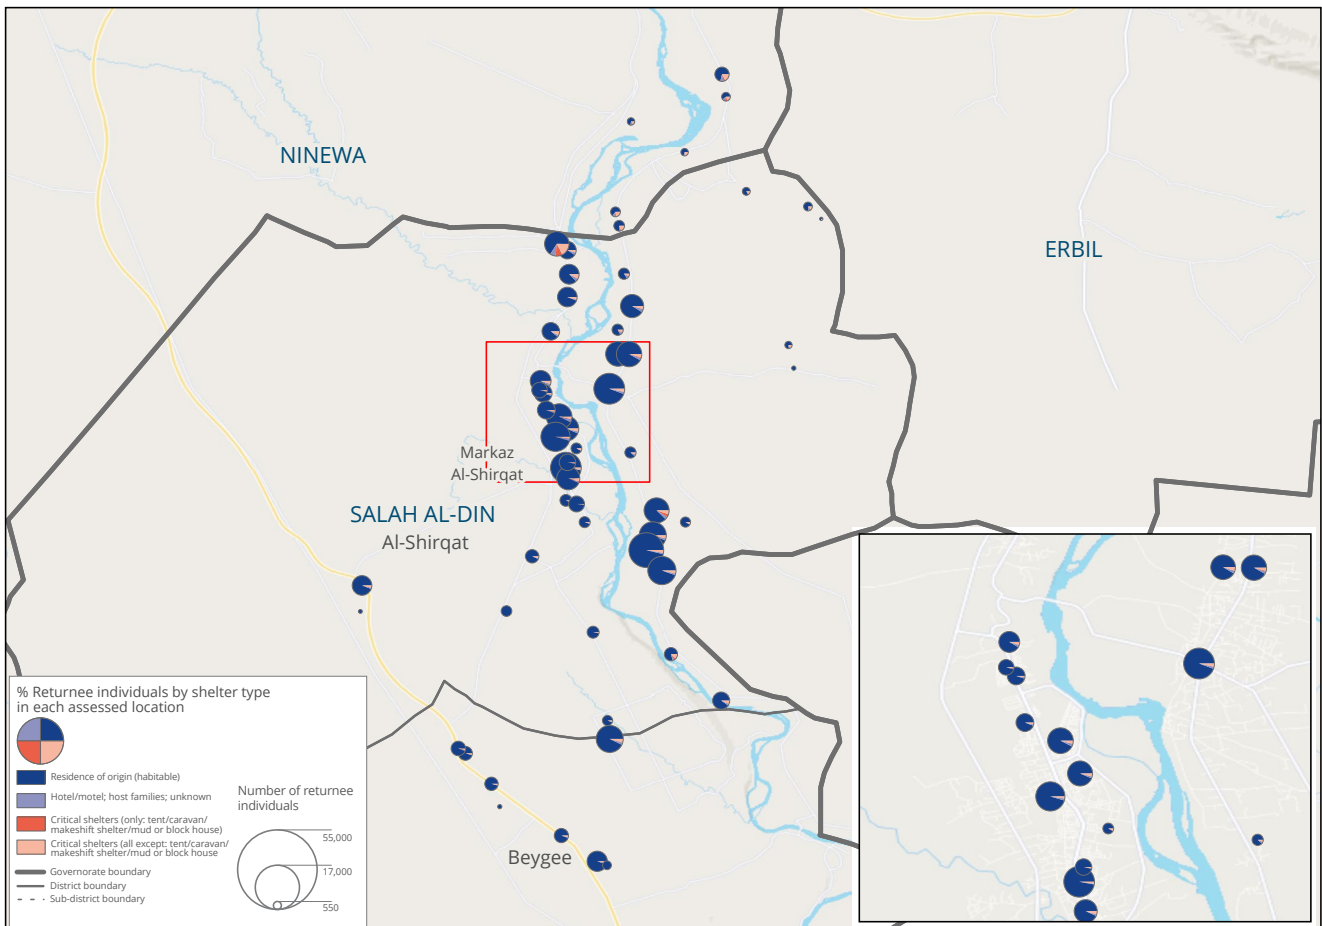 NINEWA
ERBIL
Markaz
Al-Shirqat
SALAH AL-DIN
Al-Shirqat
Beygee
% Returnee individuals by shelter type
in each assessed location
Residence of origin (habitable)
Hotel/motel; host families; unknown
Critical shelters (only: tent/caravan/
makeshift shelter/mud or block house)
Critical shelters (all except: tent/caravan/
makeshift shelter/mud or block house
Governorate boundary
District boundary
Sub-district boundary
Number of returnee
individuals
55,000
17,000
550